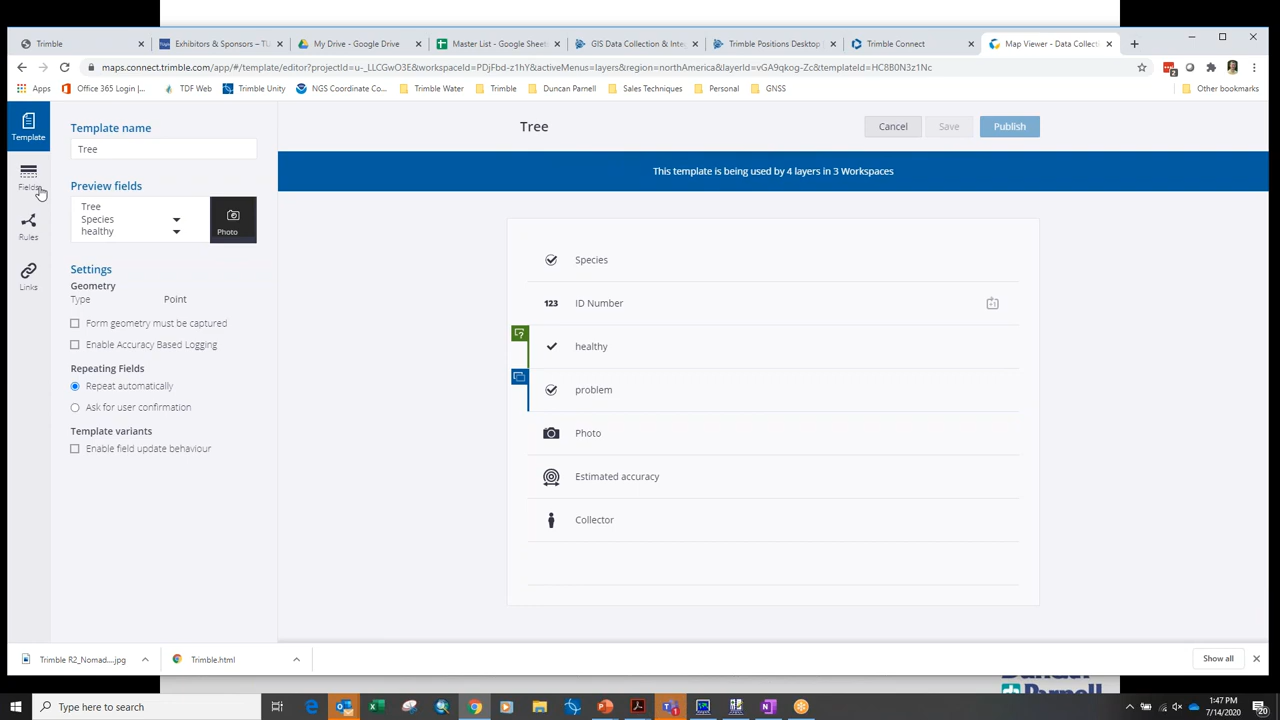 Trimble
Exhibitors & Sponsors – TU
My Drive - Google Drive
Master List - Google Sheet
GIS Data Collection & Inte
Trimble Positions Desktop
Trimble Connect
Map Viewer - Data Collect
maps.connect.trimble.com/app/#/template/editor?projectId=u-_LLCGwO3E&workspaceId=PDjFbd-z1hY&activeMenus=layers&region=northAmerica&layerId=vGA9qkog-Zc&templateId=HC8B0N3z1Nc
2
Apps
Office 365 Login |...
TDF Web
Trimble Unity
NGS Coordinate Co...
Trimble Water
Trimble
Duncan Parnell
Sales Techniques
Personal
GNSS
Other bookmarks
Template
Fields
Rules
Links
Template name
Tree
Preview fields
Tree
Species
healthy
Photo
Settings
Geometry
Type Point
Form geometry must be captured
Enable Accuracy Based Logging
Repeating Fields
Repeat automatically
Ask for user confirmation
Template variants
Enable field update behaviour
Tree
Cancel
Save
Publish
This template is being used by 4 layers in 3 Workspaces
Species
123 ID Number
healthy
problem
Photo
Estimated accuracy
Collector
Trimble R2_Nomad....jpg
Trimble.html
Show all
Parnell
Type here to search
1:47 PM
7/14/2020
20